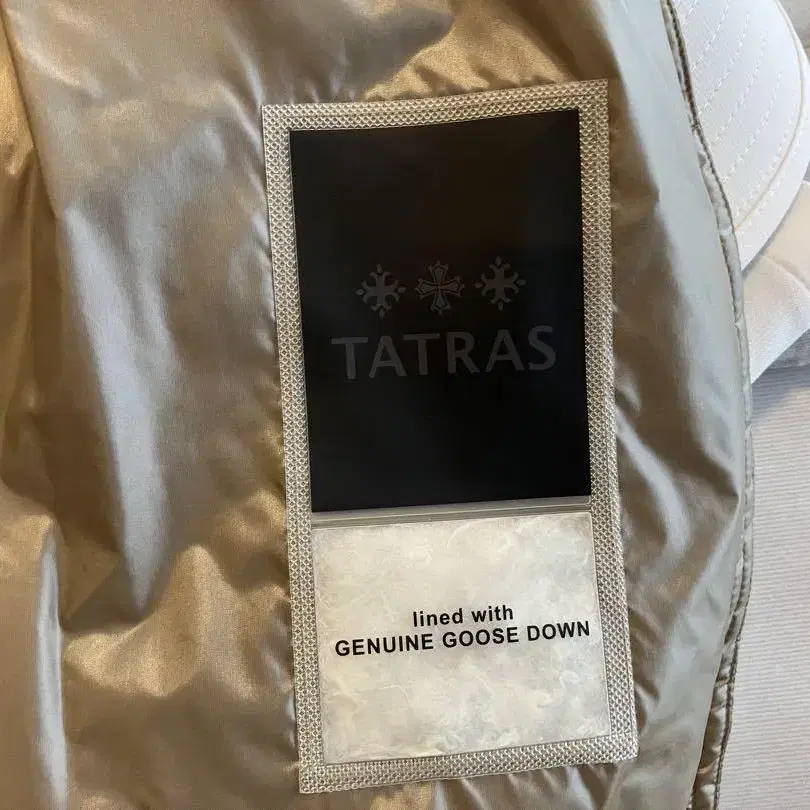 TATRAS
lined with
GENUINE GOOSE DOWN